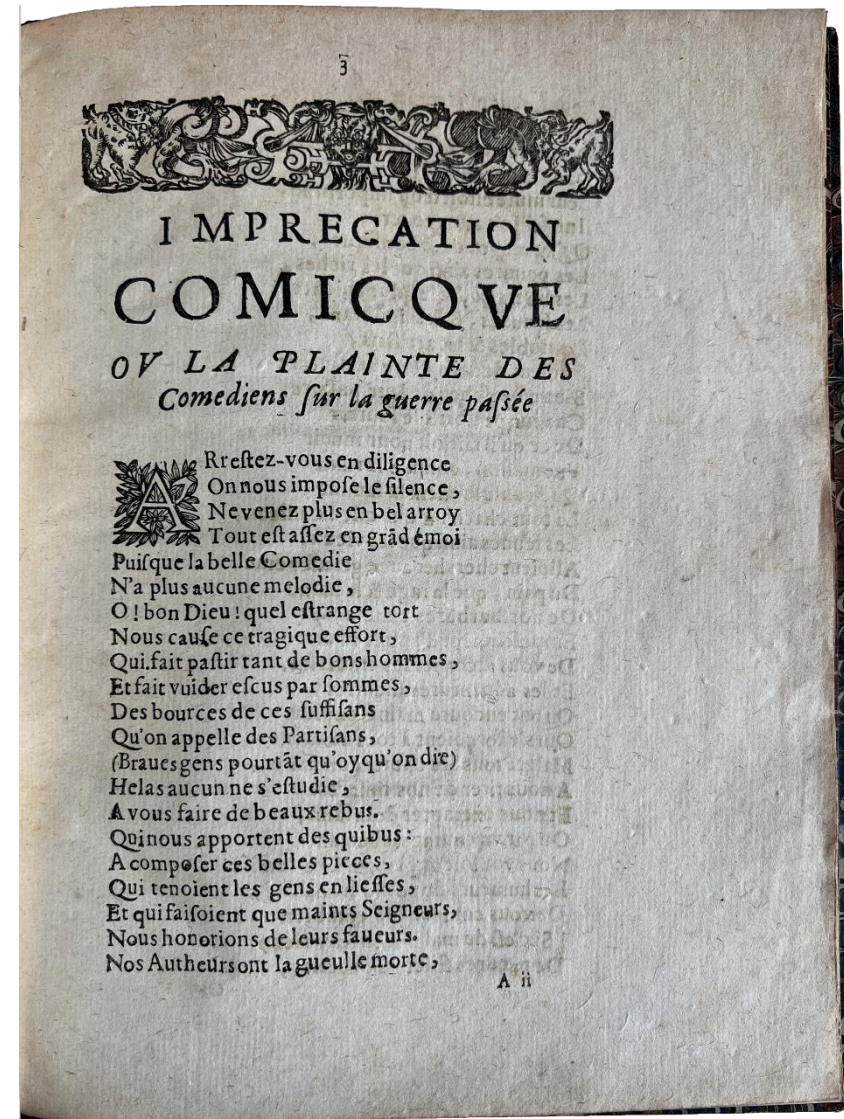 3
IMPRECATION
COMICQVE
OV LA PLAINTE DES
Comediens ſur la guerre paſsée
ARreſtez-vous en diligence
On nous impoſe le ſilence,
Ne venez plus en bel arroy
Tout eſt aſſez en grãd émoi
Puiſque la belle Comedie
N'a plus aucune melodie,
O ! bon Dieu ! quel eſtrange tort
Nous cauſe ce tragique effort,
Qui.fait paſtir tant de bons hommes,
Et fait vuider eſcus par ſommes,
Des bources de ces ſuffiſans
Qu'on appelle des Partiſans,
(Braues gens pourtãt qu'oy qu'on die)
Helas aucun ne s'eſtudie,
A vous faire de beaux rebus.
Qui nous apportent des quibus :
A compoſer ces belles pieces,
Qui tenoient les gens en lieſſes,
Et qui faiſoient que maints Seigneurs,
Nous honorions de leurs faueurs.
Nos Autheurs ont la gueulle morte,
A ii